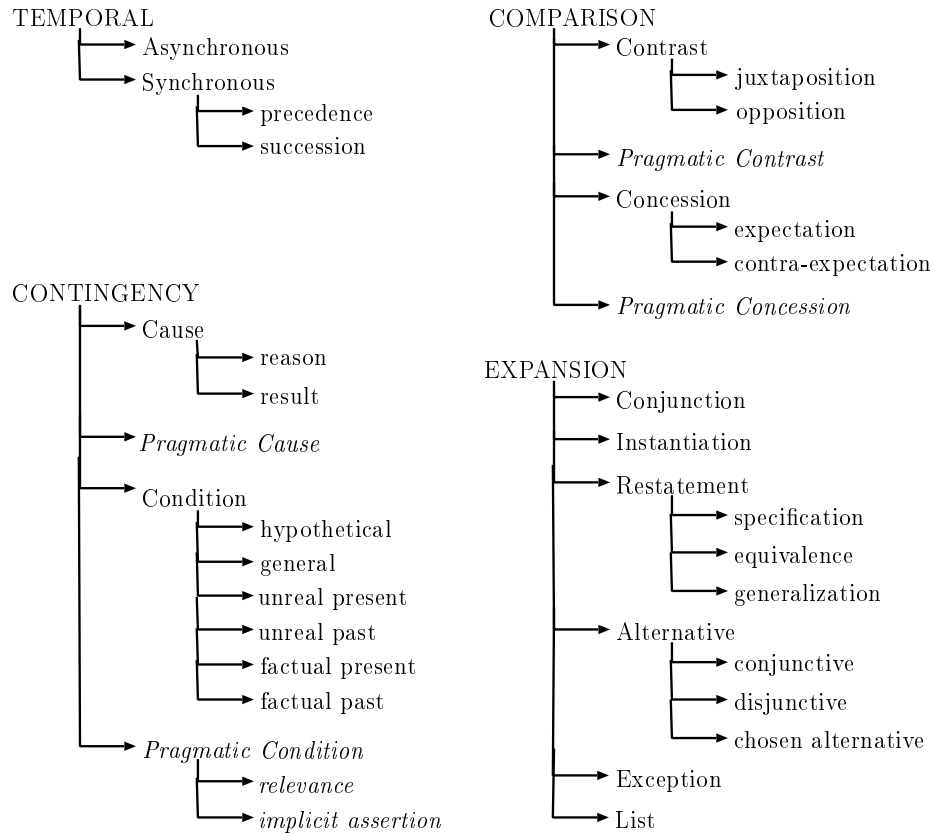 TEMPORAL
Asynchronous
Synchronous
precedence
succession
CONTINGENCY
Cause
reason
result
Pragmatic Cause
Condition
hypothetical
general
unreal present
unreal past
factual present
factual past
Pragmatic Condition
relevance
implicit assertion
COMPARISON
Contrast
juxtaposition
opposition
Pragmatic Contrast
Concession
expectation
contra-expectation
Pragmatic Concession
EXPANSION
Conjunction
Instantiation
Restatement
specification
equivalence
generalization
Alternative
conjunctive
disjunctive
chosen alternative
Exception
List